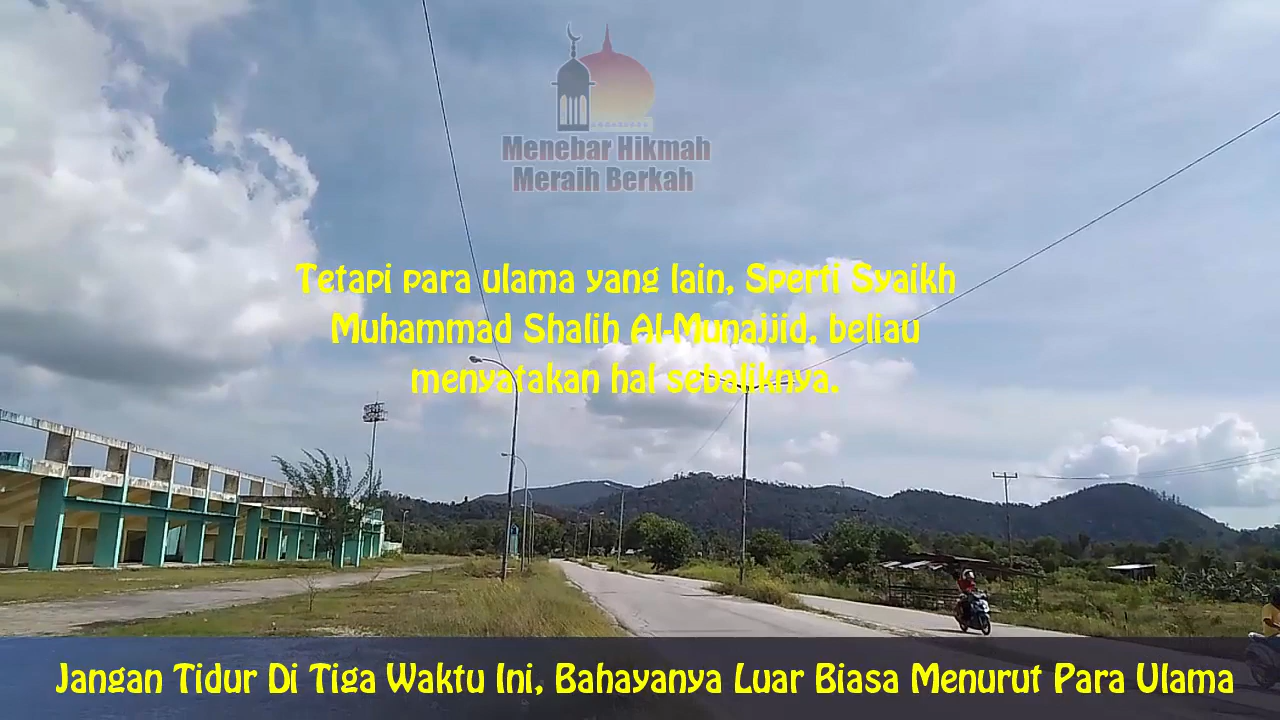 Menebar Hikmah
Meraih Berkah
Tetapi para ulama yang lain, Sperti Syaikh
Muhammad Shalih Al-Munajjid, beliau
menyatakan hal sebaliknya.
Jangan Tidur Di Tiga Waktu Ini, Bahayanya Luar Biasa Menurut Para Ulama